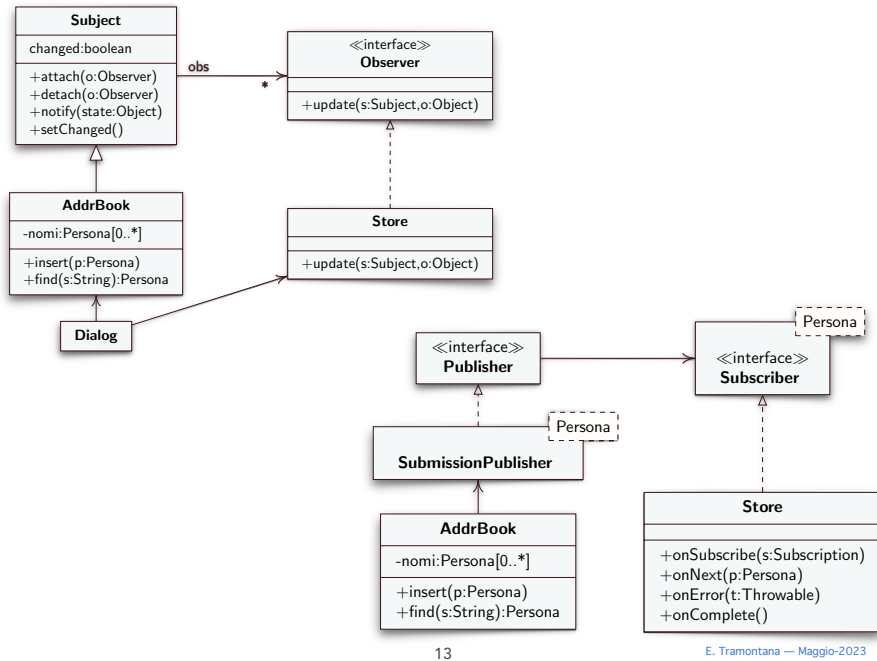 Subject
changed:boolean
+attach(o:Observer)
+detach(o:Observer)
+notify(state:Object)
+setChanged()
obs
*
≪interface≫
Observer
+update(s:Subject,o:Object)
AddrBook
-nomi:Persona[0..*]
+insert(p:Persona)
+find(s:String):Persona
Store
+update(s:Subject,o:Object)
Dialog
≪interface≫
Publisher
Persona
≪interface≫
Subscriber
Persona
SubmissionPublisher
AddrBook
-nomi:Persona[0..*]
+insert(p:Persona)
+find(s:String):Persona
Store
+onSubscribe(s:Subscription)
+onNext(p:Persona)
+onError(t:Throwable)
+onComplete()
13
E. Tramontana — Maggio-2023